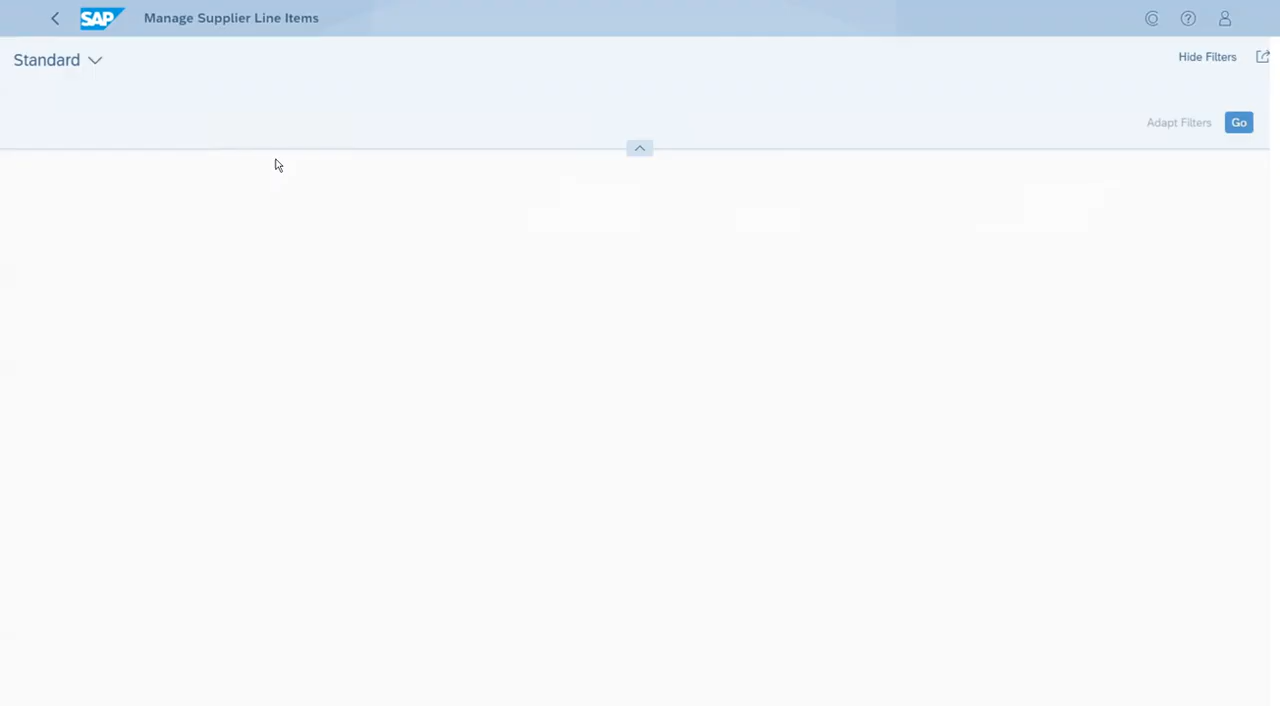 SAP Manage Supplier Line Items
Standard
Hide Filters
Adapt Filters Go